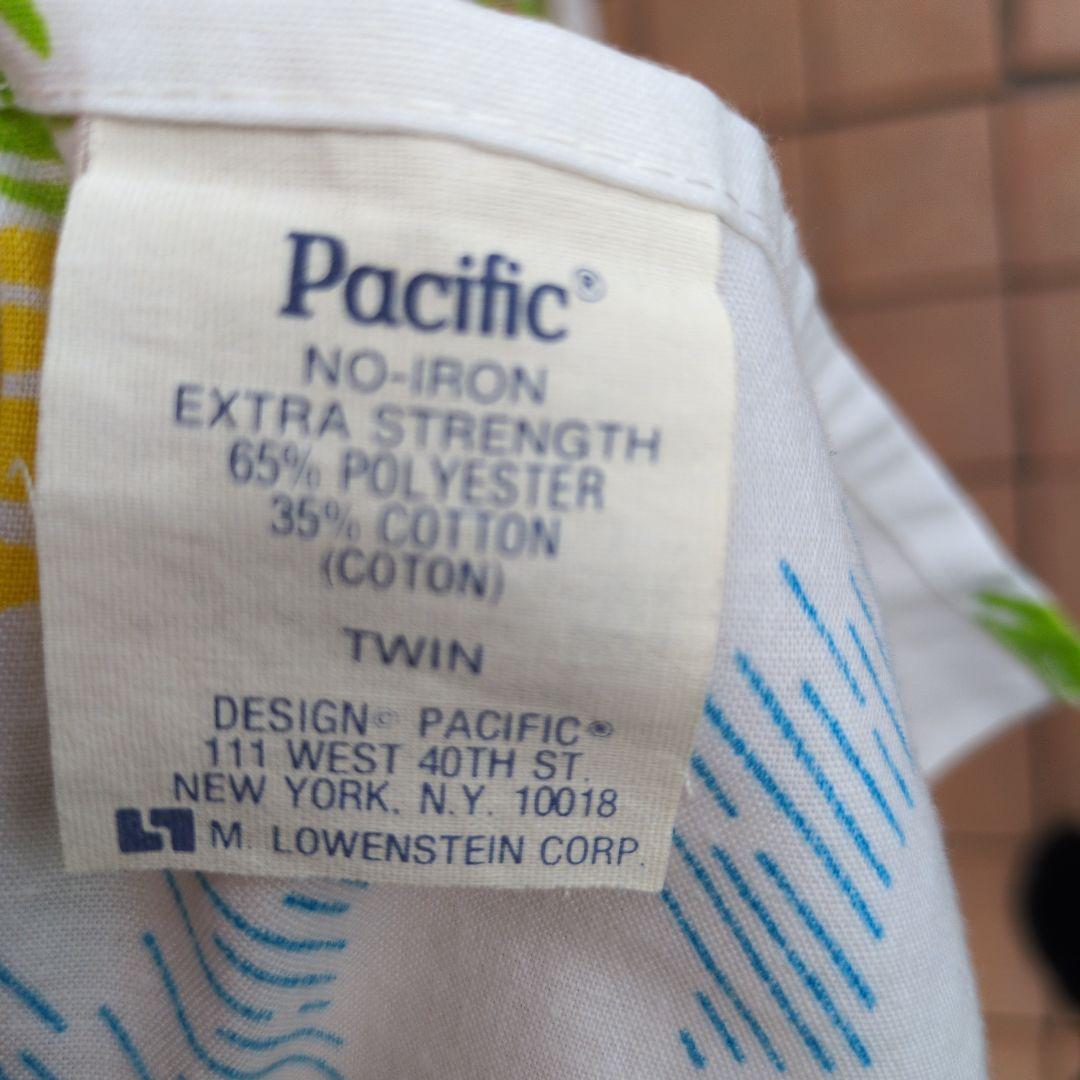 Pacific®
NO-IRON
EXTRA STRENGTH
65% POLYESTER
35% COTTON
(COTON)
TWIN
DESIGN© PACIFIC®
111 WEST 40TH ST.
NEW YORK. N.Y. 10018
M. LOWENSTEIN CORP.